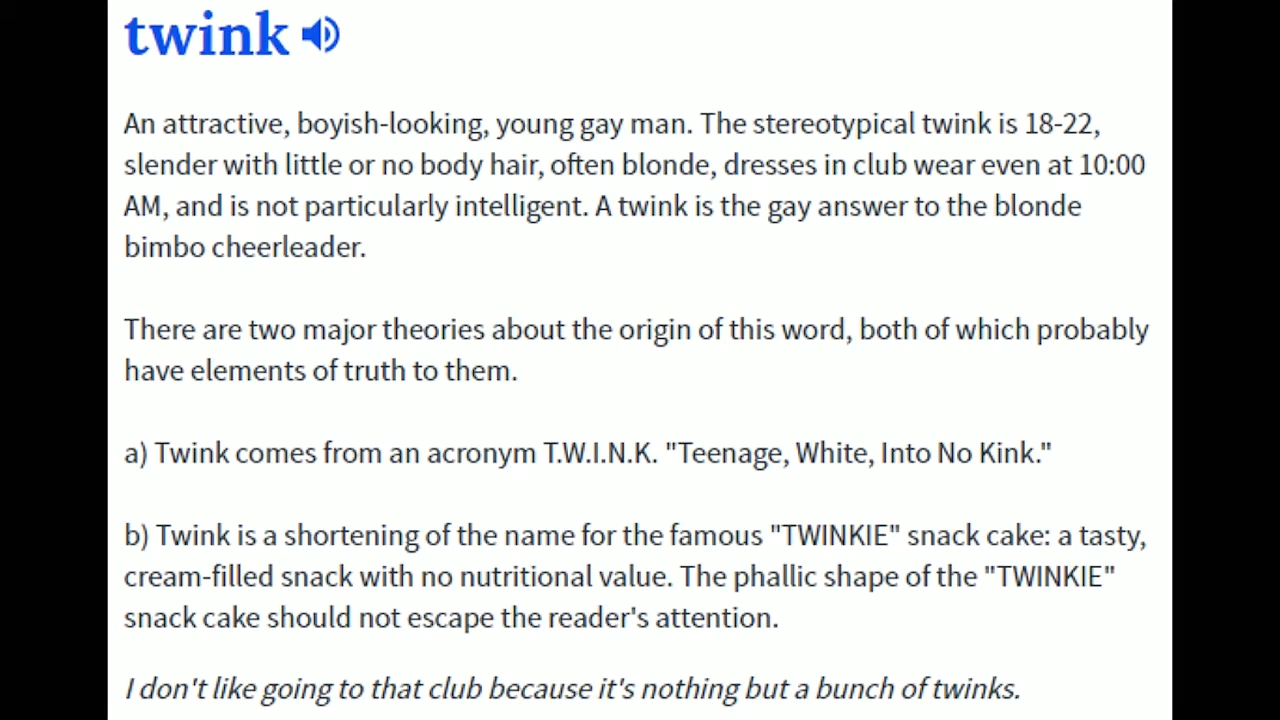 twink
An attractive, boyish-looking, young gay man. The stereotypical twink is 18-22,
slender with little or no body hair, often blonde, dresses in club wear even at 10:00
AM, and is not particularly intelligent. A twink is the gay answer to the blonde
bimbo cheerleader.
There are two major theories about the origin of this word, both of which probably
have elements of truth to them.
a) Twink comes from an acronym T.W.I.N.K. "Teenage, White, Into No Kink."
b) Twink is a shortening of the name for the famous "TWINKIE" snack cake: a tasty,
cream-filled snack with no nutritional value. The phallic shape of the "TWINKIE"
snack cake should not escape the reader's attention.
I don't like going to that club because it's nothing but a bunch of twinks.